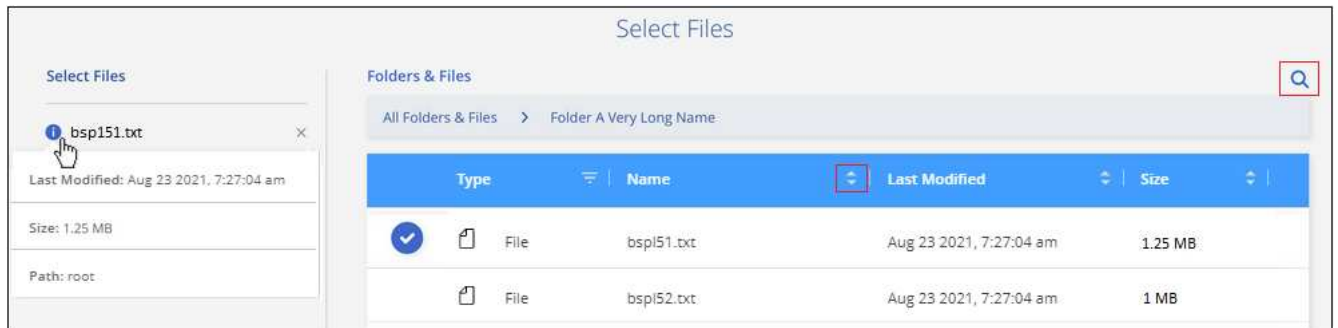 Select Files
Select Files
bsp151.txt
Last Modified: Aug 23 2021, 7:27:04 am
Size: 1.25 MB
Path: root
Folders & Files
All Folders & Files > Folder A Very Long Name
Type Name Last Modified Size
File bspl51.txt Aug 23 2021, 7:27:04 am 1.25 MB
File bspl52.txt Aug 23 2021, 7:27:04 am 1 MB